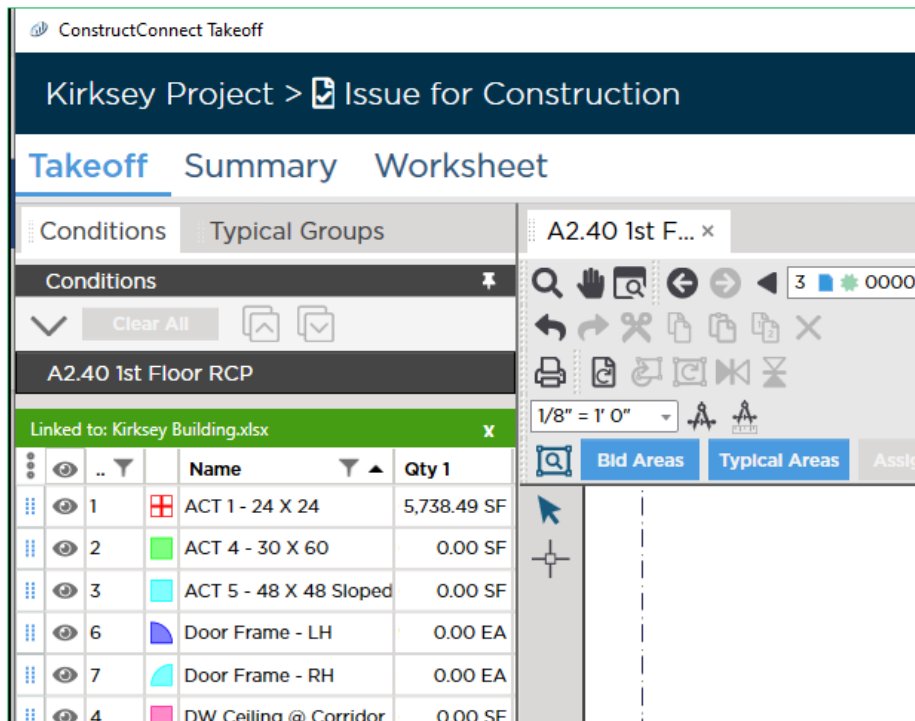 ConstructConnect Takeoff
Kirksey Project > Issue for Construction
Takeoff Summary Worksheet
Conditions Typical Groups
A2.40 1st F... ×
Conditions
3 0000
Clear All
A2.40 1st Floor RCP
1/8" = 1' 0"
Linked to: Kirksey Building.xlsx x
Bid Areas Typical Areas Assig
.. Name Qty 1
1 ACT 1 - 24 X 24 5,738.49 SF
2 ACT 4 - 30 X 60 0.00 SF
3 ACT 5 - 48 X 48 Sloped 0.00 SF
6 Door Frame - LH 0.00 EA
7 Door Frame - RH 0.00 EA
4 DW Ceiling @ Corridor 0.00 SF